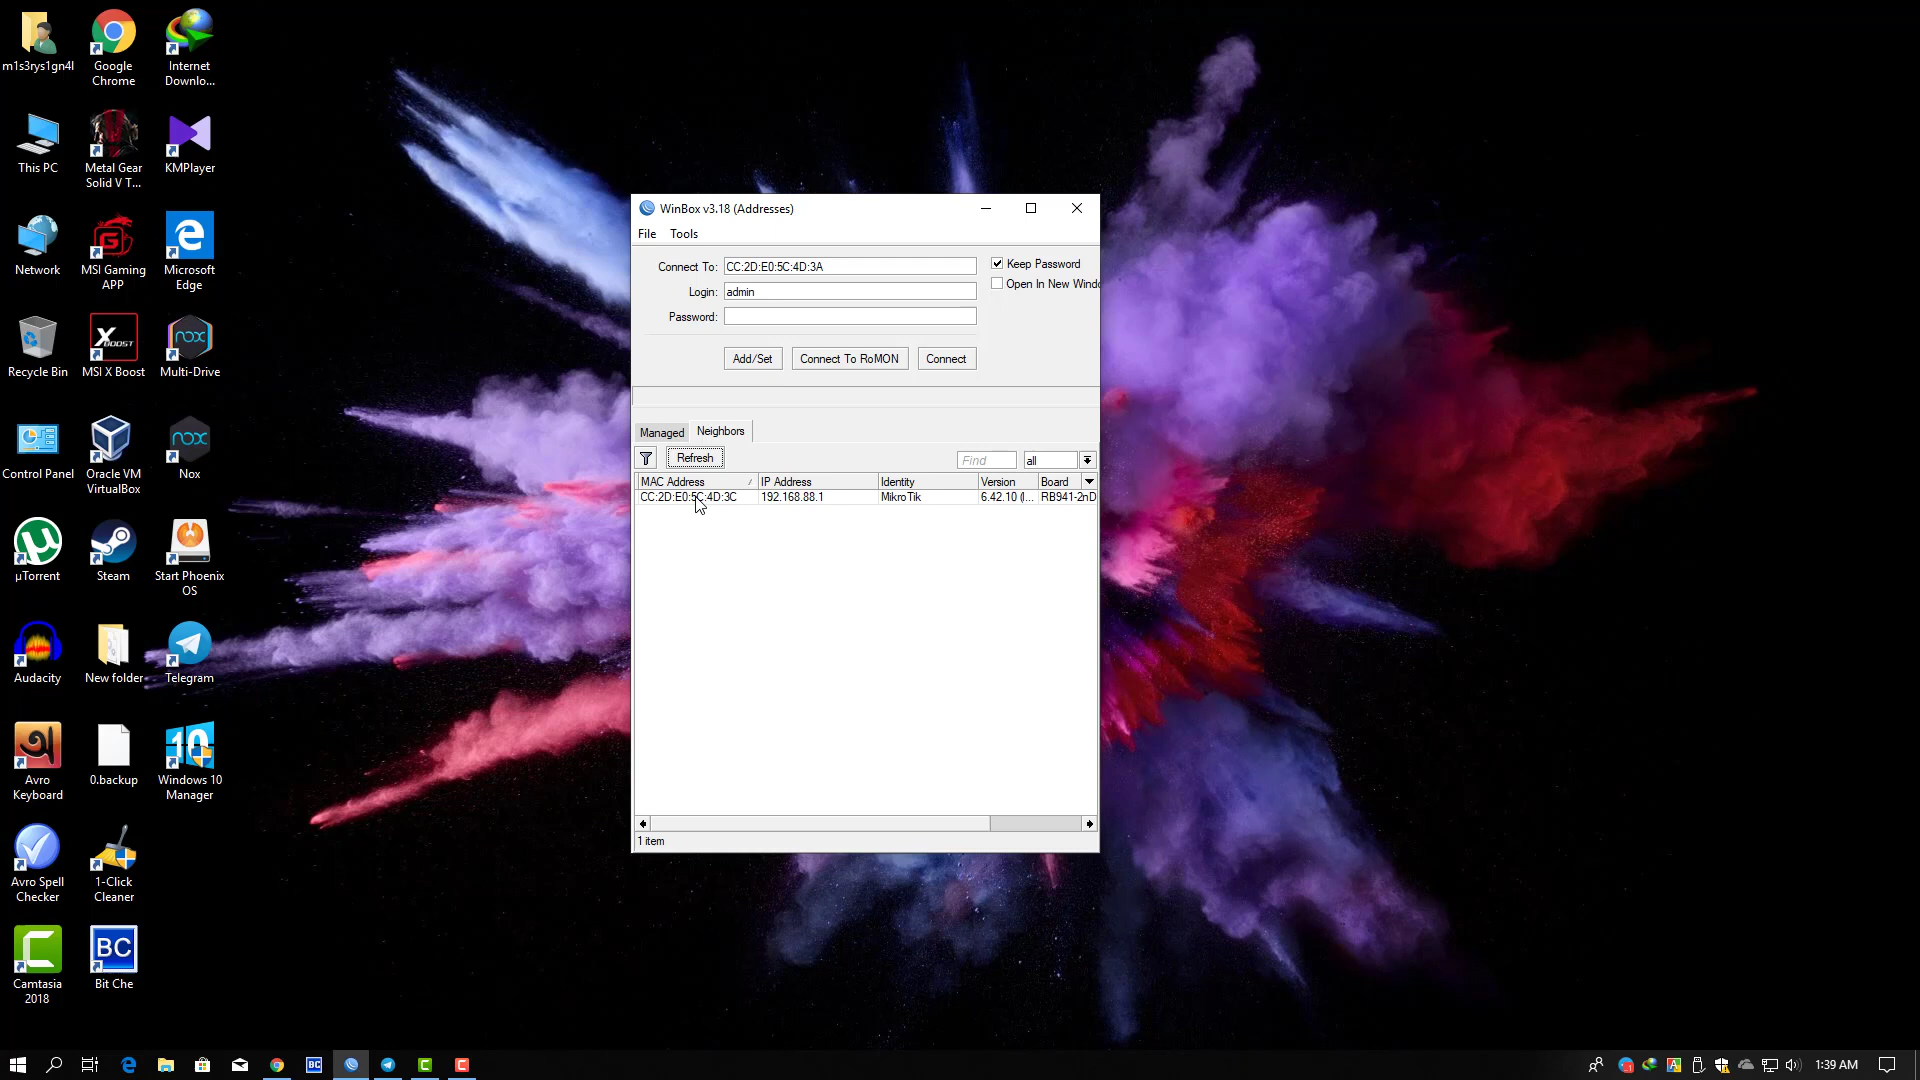 m1s3rys1gn4l
Google
Chrome
Internet
Downlo...
This PC
Metal Gear
Solid V T...
KMPlayer
Network
MSI Gaming
APP
Microsoft
Edge
Recycle Bin
XBOOST
MSI X Boost
nox
Multi-Drive
Control Panel
Oracle VM
VirtualBox
nox
Nox
µTorrent
Steam
Start Phoenix
OS
Audacity
New folder
Telegram
Avro
Keyboard
0.backup
10
Windows 10
Manager
Avro Spell
Checker
1-Click
Cleaner
Camtasia
2018
BC
Bit Che
WinBox v3.18 (Addresses)
File Tools
Connect To: CC:2D:E0:5C:4D:3A
Keep Password
Login: admin
Open In New Windo
Password:
Add/Set Connect To RoMON Connect
Managed Neighbors
Refresh Find all
MAC Address IP Address Identity Version Board
CC:2D:E0:5C:4D:3C 192.168.88.1 MikroTik 6.42.10 (l... RB941-2nD
1 item
BC
1:39 AM